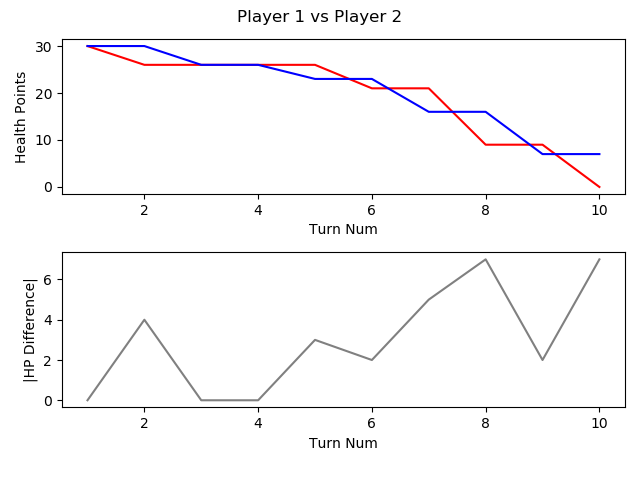 Player 1 vs Player 2
Health Points
30
20
10
0
2 4 6 8 10
Turn Num
|HP Difference|
6
4
2
0
2 4 6 8 10
Turn Num